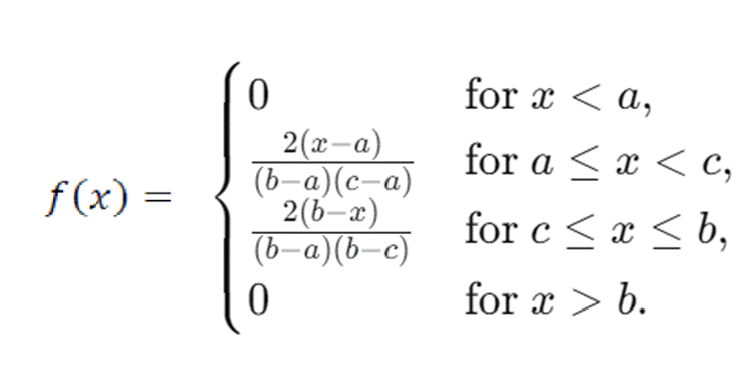 f(x) = { 0 for x < a,
2(x−a)/(b−a)(c−a) for a ≤ x < c,
2(b−x)/(b−a)(b−c) for c ≤ x ≤ b,
0 for x > b.